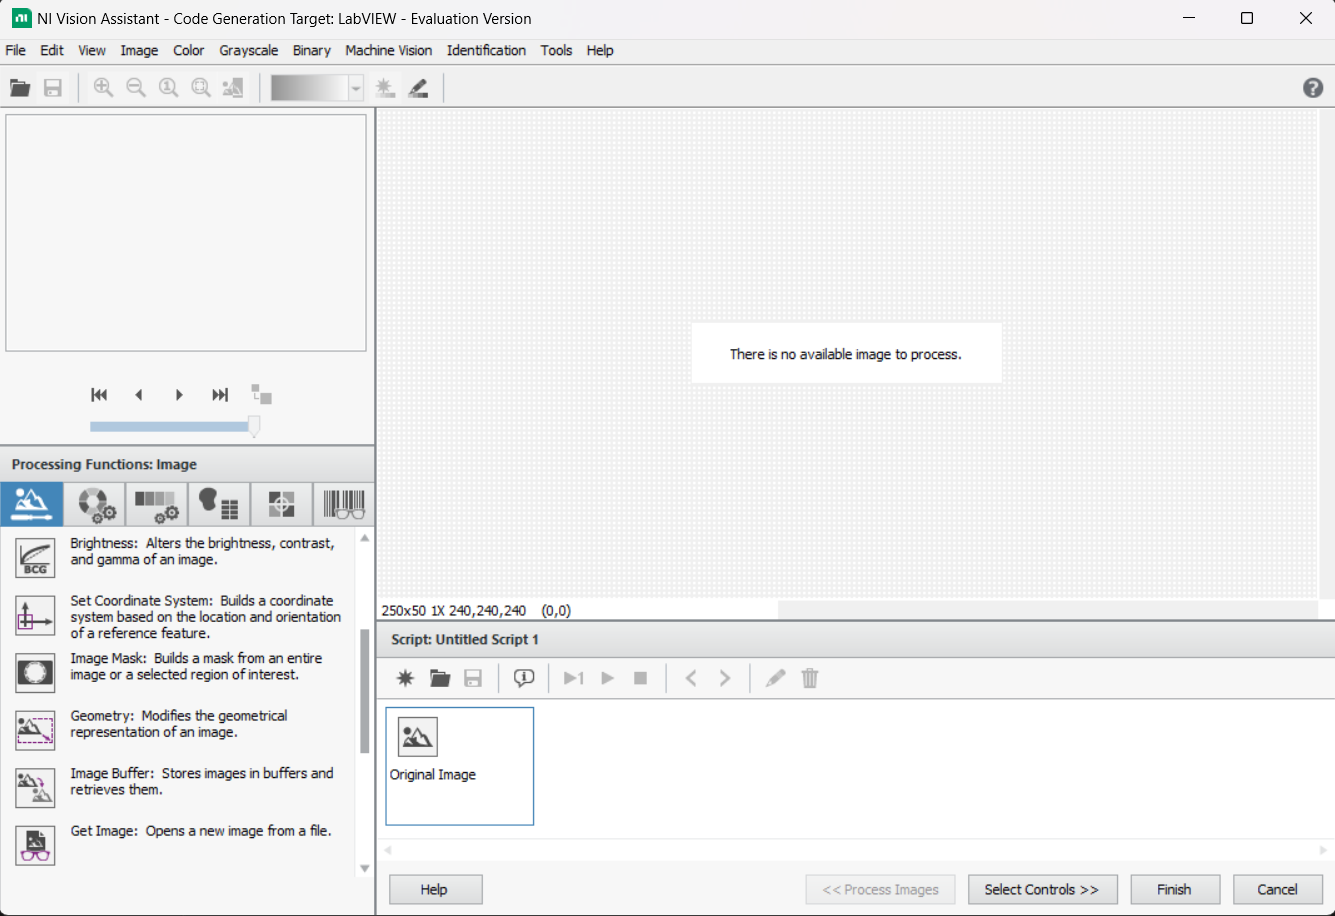 NI Vision Assistant - Code Generation Target: LabVIEW - Evaluation Version
File Edit View Image Color Grayscale Binary Machine Vision Identification Tools Help
There is no available image to process.
Processing Functions: Image
Brightness: Alters the brightness, contrast,
and gamma of an image.
BCG
Set Coordinate System: Builds a coordinate
system based on the location and orientation
of a reference feature.
Image Mask: Builds a mask from an entire
image or a selected region of interest.
Geometry: Modifies the geometrical
representation of an image.
Image Buffer: Stores images in buffers and
retrieves them.
Get Image: Opens a new image from a file.
250x50 1X 240,240,240 (0,0)
Script: Untitled Script 1
1
Original Image
Help
<< Process Images
Select Controls >>
Finish
Cancel